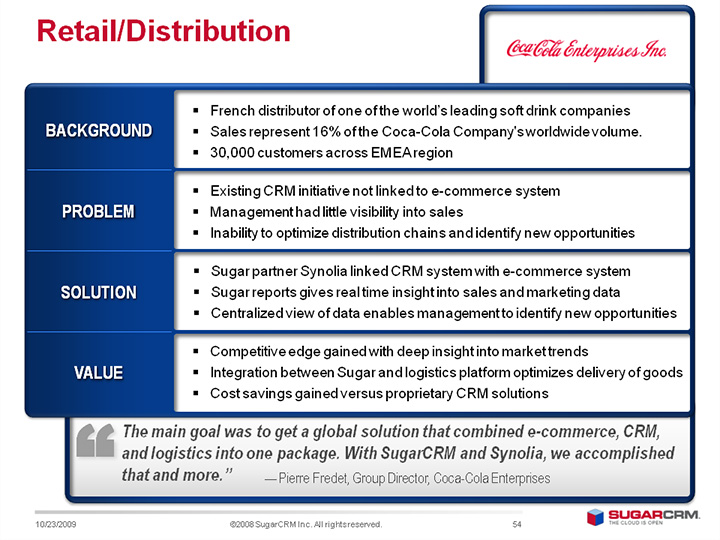 Retail/Distribution
Coca-Cola Enterprises Inc.
BACKGROUND
▪ French distributor of one of the world's leading soft drink companies
▪ Sales represent 16% of the Coca-Cola Company's worldwide volume.
▪ 30,000 customers across EMEA region
PROBLEM
▪ Existing CRM initiative not linked to e-commerce system
▪ Management had little visibility into sales
▪ Inability to optimize distribution chains and identify new opportunities
SOLUTION
▪ Sugar partner Synolia linked CRM system with e-commerce system
▪ Sugar reports gives real time insight into sales and marketing data
▪ Centralized view of data enables management to identify new opportunities
VALUE
▪ Competitive edge gained with deep insight into market trends
▪ Integration between Sugar and logistics platform optimizes delivery of goods
▪ Cost savings gained versus proprietary CRM solutions
“The main goal was to get a global solution that combined e-commerce, CRM,
and logistics into one package. With SugarCRM and Synolia, we accomplished
that and more.” — Pierre Fredet, Group Director, Coca-Cola Enterprises
10/23/2009 ©2008 SugarCRM Inc. All rights reserved. 54
SUGARCRM.
THE CLOUD IS OPEN